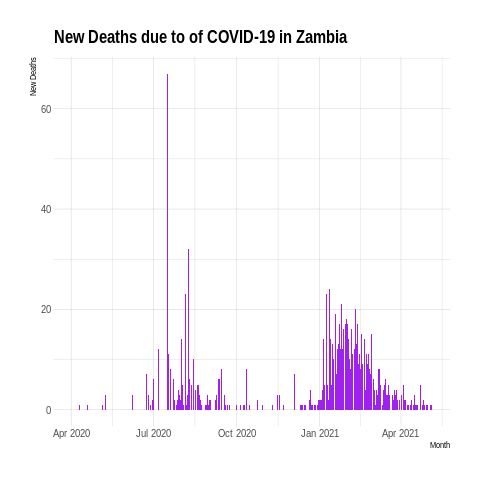 New Deaths due to of COVID-19 in Zambia
New Deaths
60
40
20
0
Apr 2020 Jul 2020 Oct 2020 Jan 2021 Apr 2021
Month